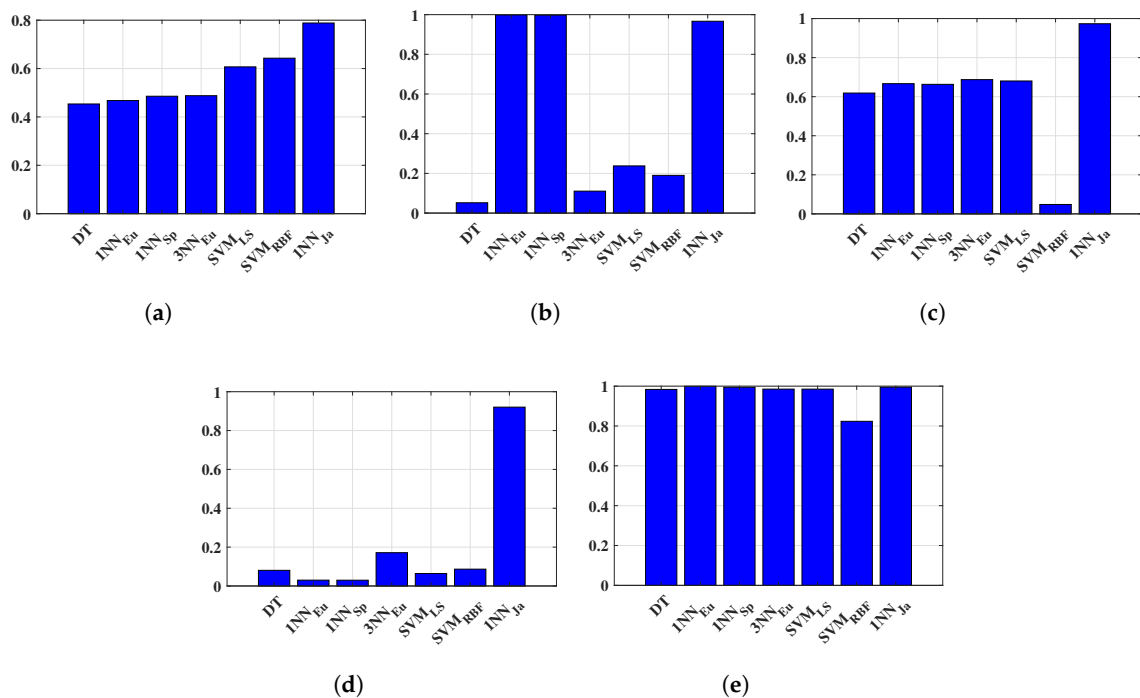 0.8
0.6
0.4
0.2
0
DT
1NN_Eu
1NN_Sp
3NN_Eu
SVM_LS
SVM_RBF
1NN_Ja
(a)
1
0.8
0.6
0.4
0.2
0
DT
1NN_Eu
1NN_Sp
3NN_Eu
SVM_LS
SVM_RBF
1NN_Ja
(b)
1
0.8
0.6
0.4
0.2
0
DT
1NN_Eu
1NN_Sp
3NN_Eu
SVM_LS
SVM_RBF
1NN_Ja
(c)
1
0.8
0.6
0.4
0.2
0
DT
1NN_Eu
1NN_Sp
3NN_Eu
SVM_LS
SVM_RBF
1NN_Ja
(d)
1
0.8
0.6
0.4
0.2
0
DT
1NN_Eu
1NN_Sp
3NN_Eu
SVM_LS
SVM_RBF
1NN_Ja
(e)